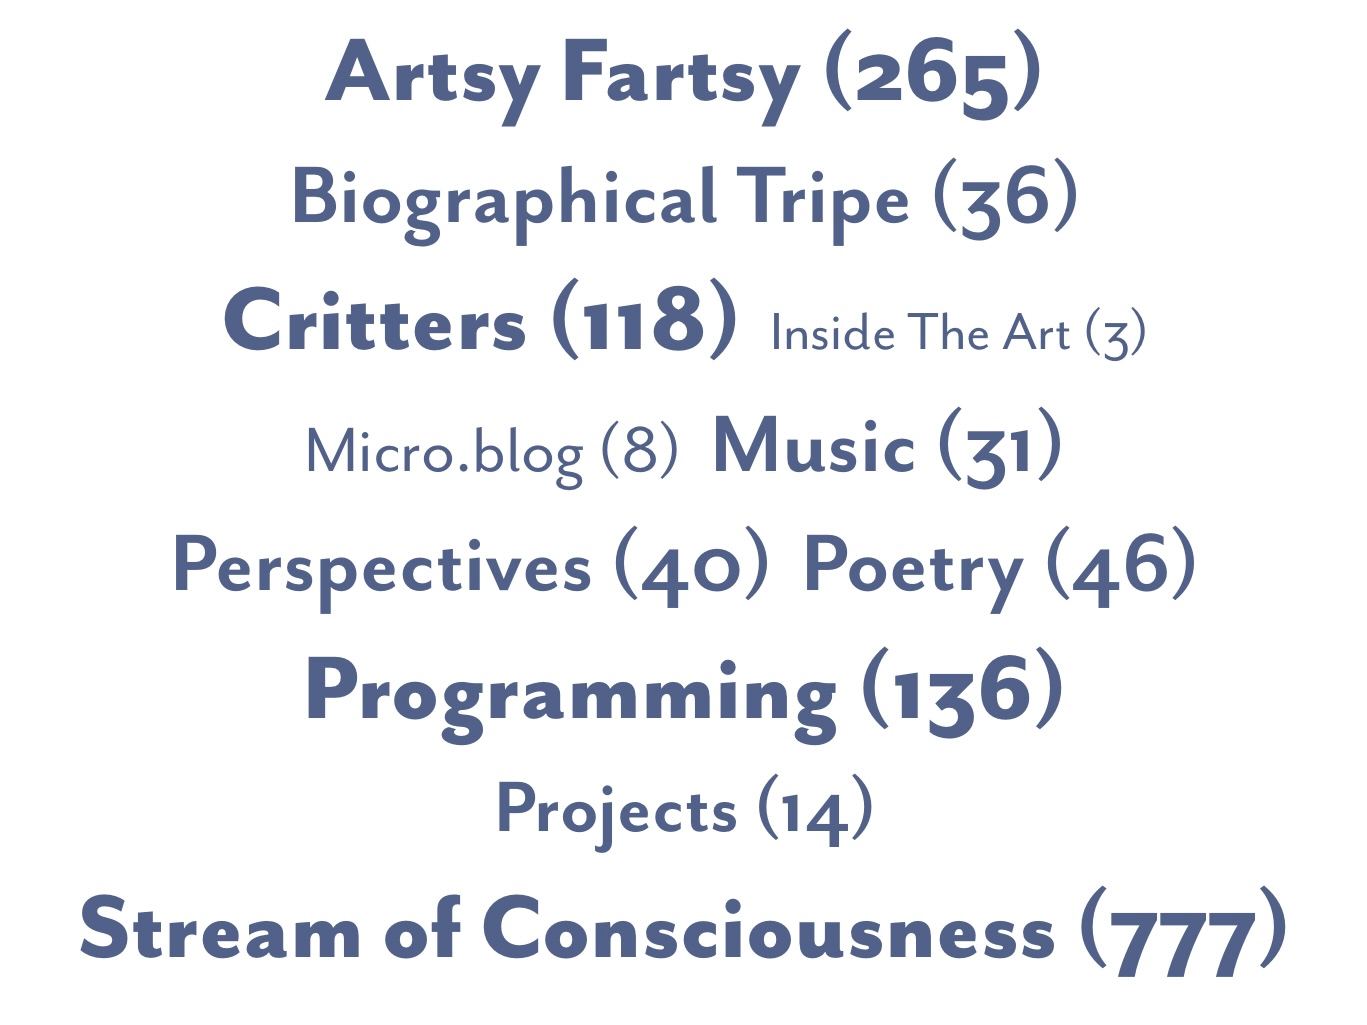 Artsy Fartsy (265)
Biographical Tripe (36)
Critters (118) Inside The Art (3)
Micro.blog (8) Music (31)
Perspectives (40) Poetry (46)
Programming (136)
Projects (14)
Stream of Consciousness (777)